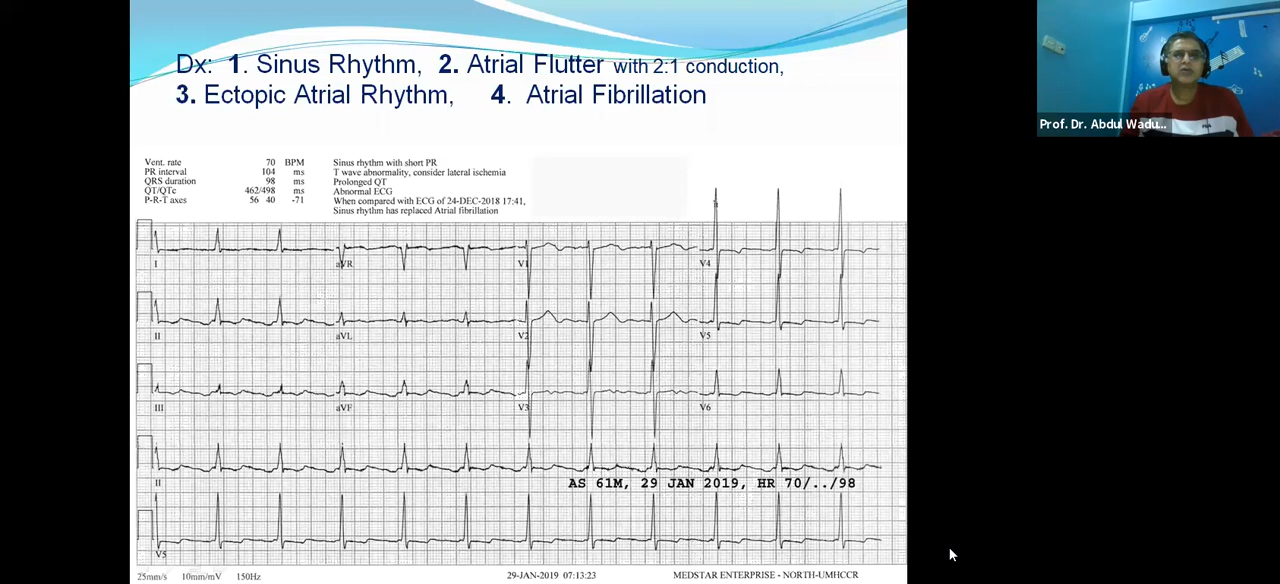 Dx: 1. Sinus Rhythm, 2. Atrial Flutter with 2:1 conduction,
3. Ectopic Atrial Rhythm, 4. Atrial Fibrillation
Prof. Dr. Abdul Wadu...
Vent. rate 70 BPM
PR interval 104 ms
QRS duration 98 ms
QT/QTc 462/498 ms
P-R-T axes 56 40 -71
Sinus rhythm with short PR
T wave abnormality, consider lateral ischemia
Prolonged QT
Abnormal ECG
When compared with ECG of 24-DEC-2018 17:41,
Sinus rhythm has replaced Atrial fibrillation
I aVR V1 V4
II aVL V2 V5
III aVF V3 V6
II
AS 61M, 29 JAN 2019, HR 70/../98
V5
25mm/s 10mm/mV 150Hz 29-JAN-2019 07:13:23 MEDSTAR ENTERPRISE - NORTH-UMHCCR